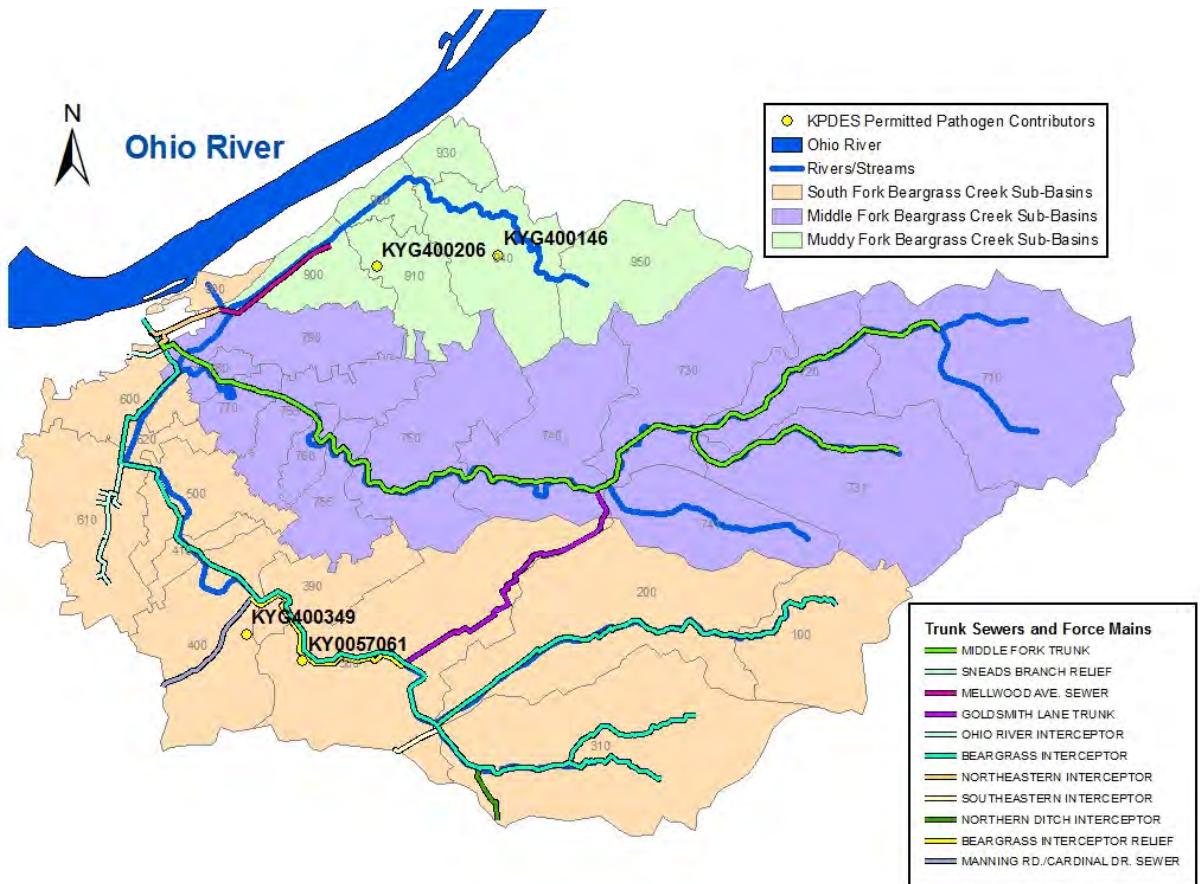 N
Ohio River
KPDES Permitted Pathogen Contributors
Ohio River
Rivers/Streams
South Fork Beargrass Creek Sub-Basins
Middle Fork Beargrass Creek Sub-Basins
Muddy Fork Beargrass Creek Sub-Basins
930
KYG400206
KYG400146
900
910
950
790
730
710
770
750
740
760
755
731
600
610
500
390
200
100
KYG400349
KY0057061
400
310
Trunk Sewers and Force Mains
MIDDLE FORK TRUNK
SNEADS BRANCH RELIEF
MELLWOOD AVE. SEWER
GOLDSMITH LANE TRUNK
OHIO RIVER INTERCEPTOR
BEARGRASS INTERCEPTOR
NORTHEASTERN INTERCEPTOR
SOUTHEASTERN INTERCEPTOR
NORTHERN DITCH INTERCEPTOR
BEARGRASS INTERCEPTOR RELIEF
MANNING RD./CARDINAL DR. SEWER